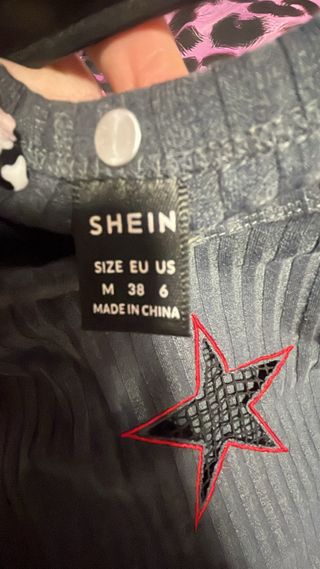 SHEIN
SIZE EU US
M 38 6
MADE IN CHINA